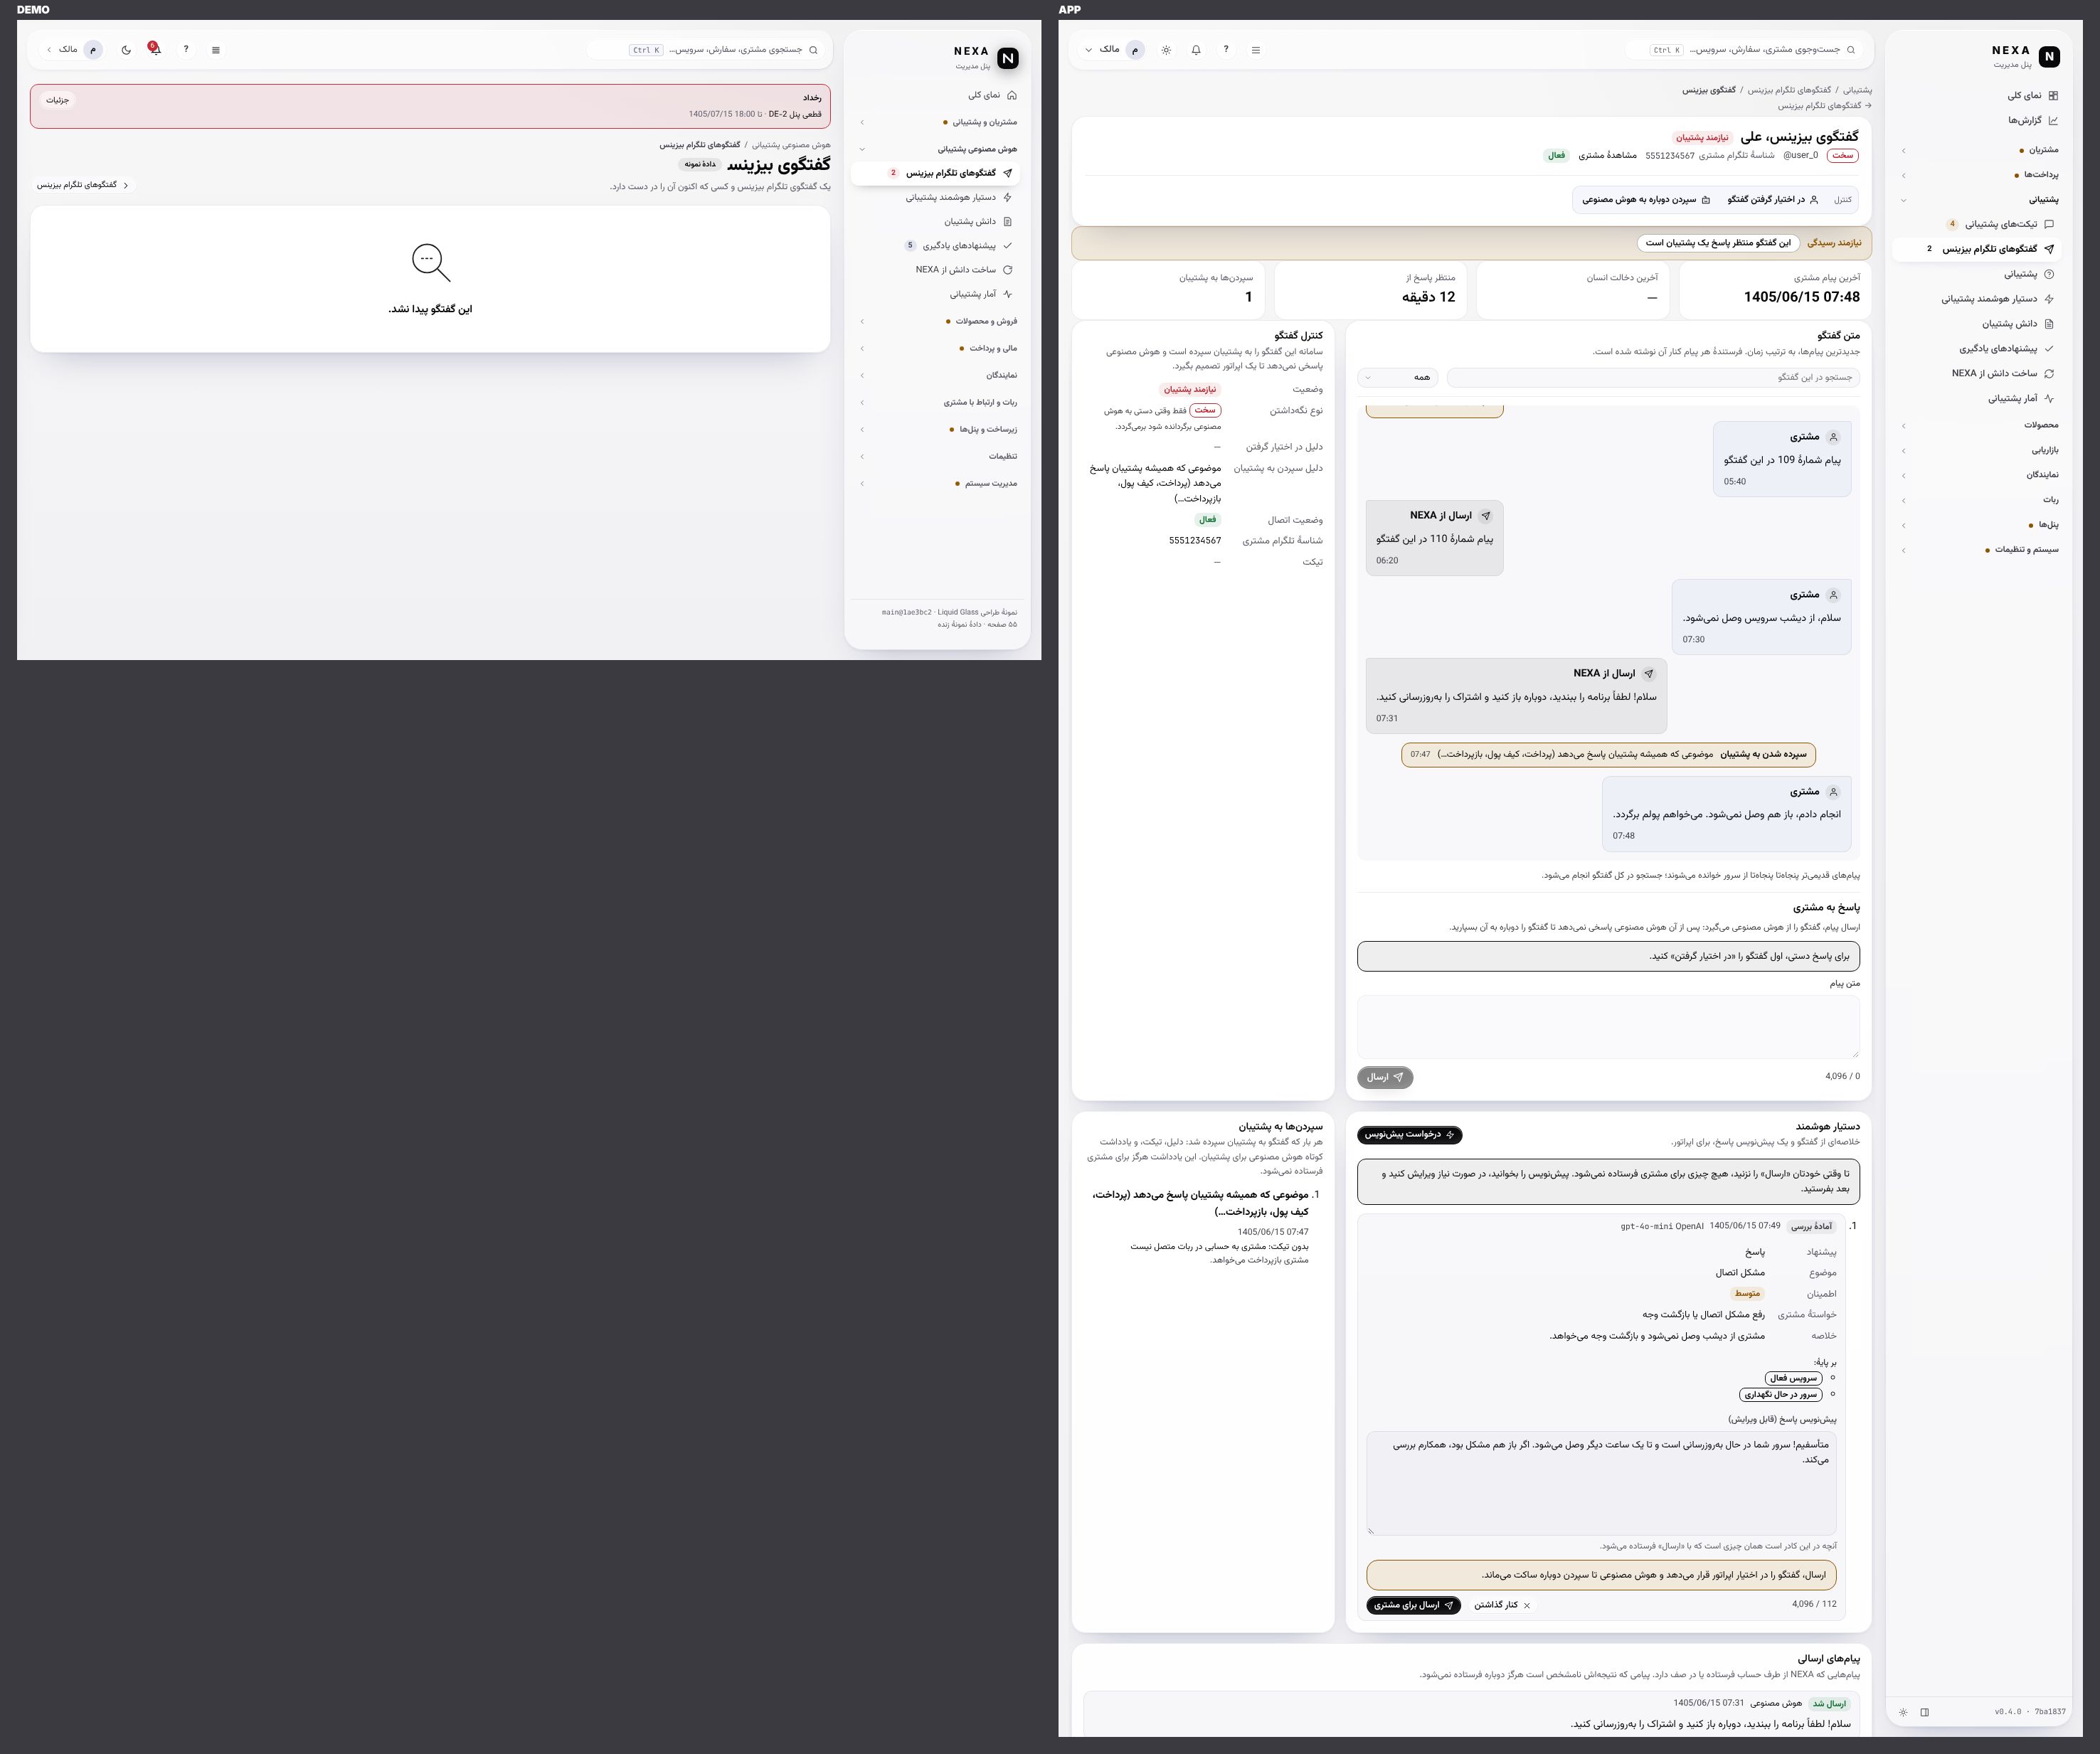 DEMO
NEXA
پنل مدیریت
جستجوی مشتری، سفارش، سرویس...
Ctrl K
?
6
م
مالک
رخداد
قطعی پنل DE-2 · تا 18:00 1405/07/15
جزئیات
هوش مصنوعی پشتیبانی / گفتگوهای تلگرام بیزینس
دادهٔ نمونه
یک گفتگوی تلگرام بیزینس و کسی که اکنون آن را در دست دارد.
گفتگوهای تلگرام بیزینس
این گفتگو پیدا نشد.
نمای کلی
مشتریان و پشتیبانی
هوش مصنوعی پشتیبانی
گفتگوهای تلگرام بیزینس 2
دستیار هوشمند پشتیبانی
دانش پشتیبان
پیشنهادهای یادگیری 5
ساخت دانش از NEXA
آمار پشتیبانی
فروش و محصولات
مالی و پرداخت
نمایندگان
ربات و ارتباط با مشتری
زیرساخت و پنل‌ها
تنظیمات
مدیریت سیستم
نمونهٔ طراحی main@1ae3bc2 · Liquid Glass
۵۵ صفحه · دادهٔ نمونهٔ زنده
APP
NEXA
پنل مدیریت
جست‌وجوی مشتری، سفارش، سرویس...
Ctrl K
?
م
مالک
نمای کلی
گزارش‌ها
مشتریان
پرداخت‌ها
پشتیبانی
تیکت‌های پشتیبانی 4
گفتگوهای تلگرام بیزینس 2
پشتیبانی
دستیار هوشمند پشتیبانی
دانش پشتیبان
پیشنهادهای یادگیری
ساخت دانش از NEXA
آمار پشتیبانی
محصولات
بازاریابی
نمایندگان
ربات
پنل‌ها
سیستم و تنظیمات
v0.4.0 · 7ba1837
پشتیبانی / گفتگوهای تلگرام بیزینس / گفتگوی بیزینس
گفتگوهای تلگرام بیزینس
گفتگوی بیزینس، علی
نیازمند پشتیبان
سخت
@user_0
شناسهٔ تلگرام مشتری 5551234567
مشاهدهٔ مشتری
فعال
کنترل
در اختیار گرفتن گفتگو
سپردن دوباره به هوش مصنوعی
نیازمند رسیدگی
این گفتگو منتظر پاسخ یک پشتیبان است
آخرین پیام مشتری
1405/06/15 07:48
آخرین دخالت انسان
—
منتظر پاسخ از
12 دقیقه
سپردن‌ها به پشتیبان
1
متن گفتگو
جدیدترین پیام‌ها، به ترتیب زمان. فرستندهٔ هر پیام کنار آن نوشته شده است.
جستجو در این گفتگو
همه
مشتری
پیام شمارهٔ 109 در این گفتگو
05:40
ارسال از NEXA
پیام شمارهٔ 110 در این گفتگو
06:20
مشتری
سلام، از دیشب سرویس وصل نمی‌شود.
07:30
ارسال از NEXA
سلام! لطفاً برنامه را ببندید، دوباره باز کنید و اشتراک را به‌روزرسانی کنید.
07:31
سپرده شدن به پشتیبان موضوعی که همیشه پشتیبان پاسخ می‌دهد (پرداخت، کیف پول، بازپرداخت...) 07:47
مشتری
انجام دادم، باز هم وصل نمی‌شود. می‌خواهم پولم برگردد.
07:48
پیام‌های قدیمی‌تر پنجاه‌تا پنجاه‌تا از سرور خوانده می‌شوند؛ جستجو در کل گفتگو انجام می‌شود.
پاسخ به مشتری
ارسال پیام، گفتگو را از هوش مصنوعی می‌گیرد: پس از آن هوش مصنوعی پاسخی نمی‌دهد تا گفتگو را دوباره به آن بسپارید.
برای پاسخ دستی، اول گفتگو را «در اختیار گرفتن» کنید.
متن پیام
4,096 / 0
ارسال
کنترل گفتگو
سامانه این گفتگو را به پشتیبان سپرده است و هوش مصنوعی
پاسخی نمی‌دهد تا یک اپراتور تصمیم بگیرد.
وضعیت نیازمند پشتیبان
نوع نگه‌داشتن سخت فقط وقتی دستی به هوش
مصنوعی برگردانده شود برمی‌گردد.
دلیل در اختیار گرفتن —
دلیل سپردن به پشتیبان موضوعی که همیشه پشتیبان پاسخ
می‌دهد (پرداخت، کیف پول،
بازپرداخت...)
وضعیت اتصال فعال
شناسهٔ تلگرام مشتری 5551234567
تیکت —
دستیار هوشمند
خلاصه‌ای از گفتگو و یک پیش‌نویس پاسخ، برای اپراتور.
درخواست پیش‌نویس
تا وقتی خودتان «ارسال» را نزنید، هیچ چیزی برای مشتری فرستاده نمی‌شود. پیش‌نویس را بخوانید، در صورت نیاز ویرایش کنید و
بعد بفرستید.
1. آمادهٔ بررسی 1405/06/15 07:49 gpt-4o-mini OpenAI
پیشنهاد پاسخ
موضوع مشکل اتصال
اطمینان متوسط
خواستهٔ مشتری رفع مشکل اتصال یا بازگشت وجه
خلاصه مشتری از دیشب وصل نمی‌شود و بازگشت وجه می‌خواهد.
بر پایهٔ:
سرویس فعال
سرور در حال نگهداری
پیش‌نویس پاسخ (قابل ویرایش)
متأسفیم! سرور شما در حال به‌روزرسانی است و تا یک ساعت دیگر وصل می‌شود. اگر باز هم مشکل بود، همکارم بررسی
می‌کند.
آنچه در این کادر است همان چیزی است که با «ارسال» فرستاده می‌شود.
ارسال، گفتگو را در اختیار اپراتور قرار می‌دهد و هوش مصنوعی تا سپردن دوباره ساکت می‌ماند.
4,096 / 112
کنار گذاشتن
ارسال برای مشتری
سپردن‌ها به پشتیبان
هر بار که گفتگو به پشتیبان سپرده شد: دلیل، تیکت، و یادداشت
کوتاه هوش مصنوعی برای پشتیبان. این یادداشت هرگز برای مشتری
فرستاده نمی‌شود.
1. موضوعی که همیشه پشتیبان پاسخ می‌دهد (پرداخت،
کیف پول، بازپرداخت...)
1405/06/15 07:47
بدون تیکت: مشتری به حسابی در ربات متصل نیست
مشتری بازپرداخت می‌خواهد.
پیام‌های ارسالی
پیام‌هایی که NEXA از طرف حساب فرستاده یا در صف دارد. پیامی که نتیجه‌اش نامشخص است هرگز دوباره فرستاده نمی‌شود.
ارسال شد هوش مصنوعی 1405/06/15 07:31
سلام! لطفاً برنامه را ببندید، دوباره باز کنید و اشتراک را به‌روزرسانی کنید.